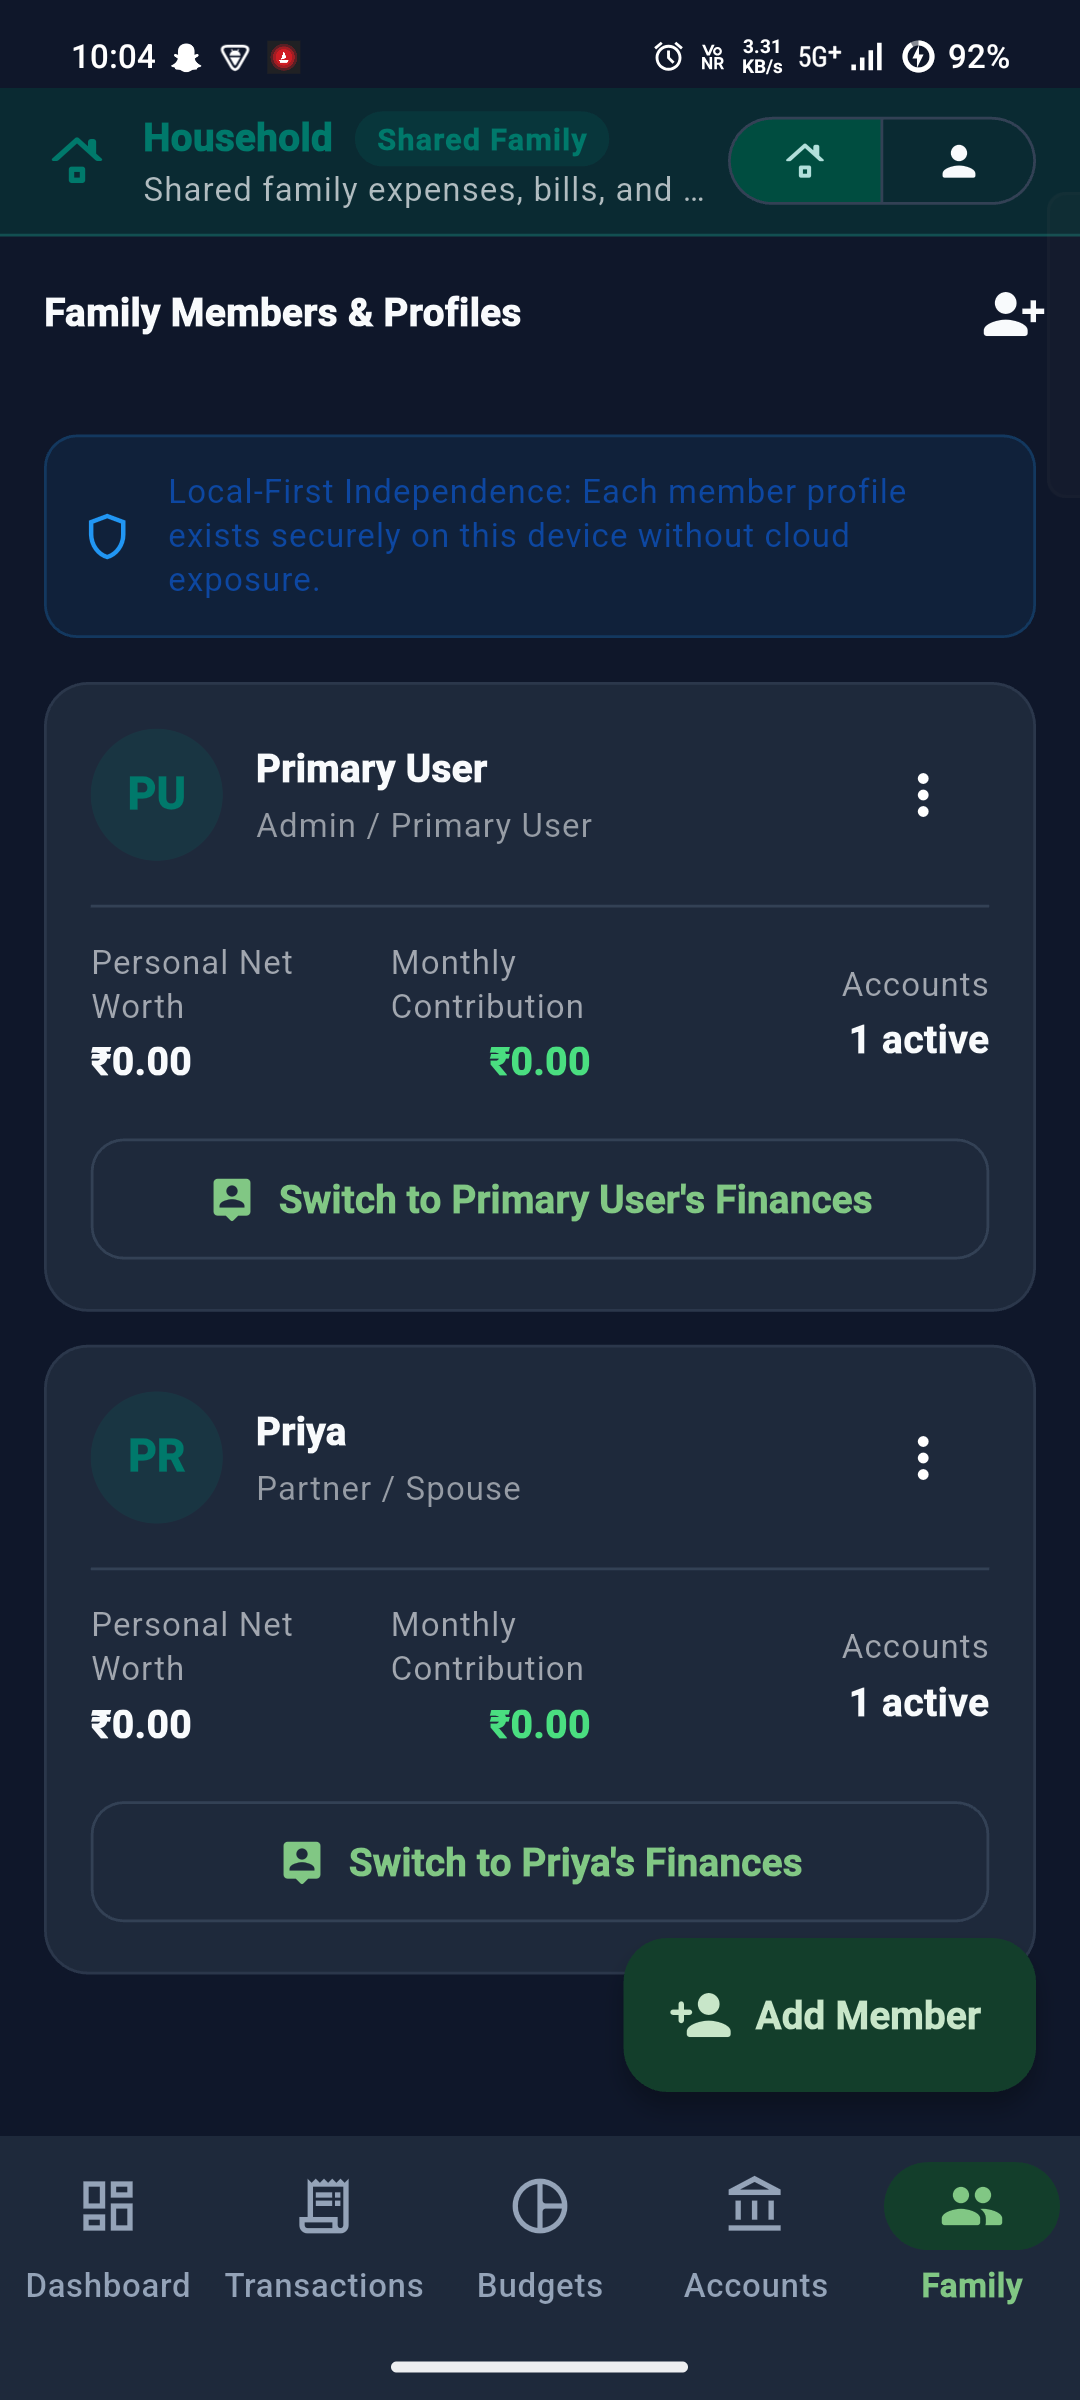 10:04
Vo NR
3.31 KB/s
5G+
92%
Household
Shared Family
Shared family expenses, bills, and ...
Family Members & Profiles
Local-First Independence: Each member profile
exists securely on this device without cloud
exposure.
PU
Primary User
Admin / Primary User
Personal Net
Worth
₹0.00
Monthly
Contribution
₹0.00
Accounts
1 active
Switch to Primary User's Finances
PR
Priya
Partner / Spouse
Personal Net
Worth
₹0.00
Monthly
Contribution
₹0.00
Accounts
1 active
Switch to Priya's Finances
Add Member
Dashboard
Transactions
Budgets
Accounts
Family